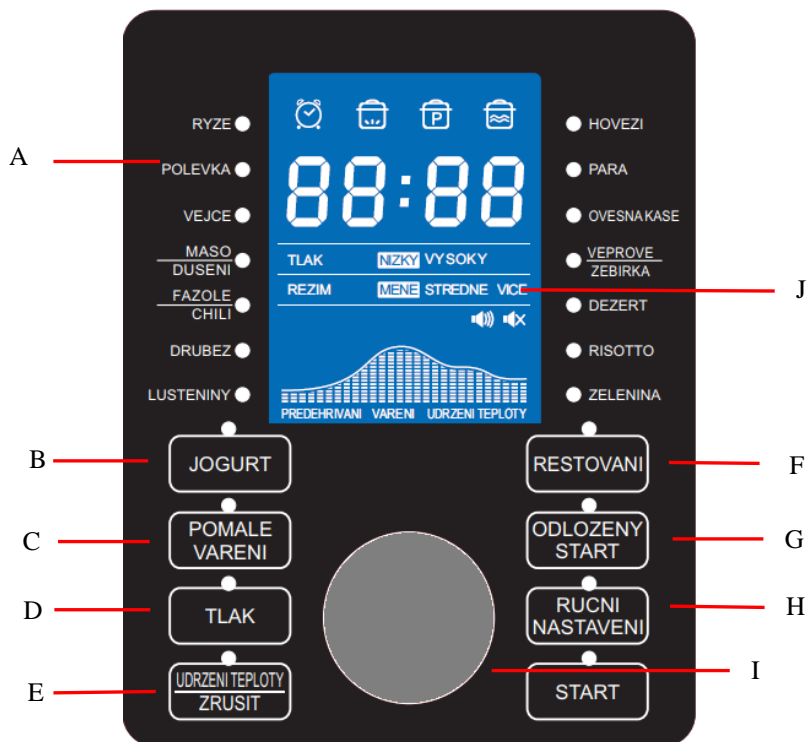 RYZE
POLEVKA
VEJCE
MASO
DUSENI
FAZOLE
CHILI
DRUBEZ
LUSTENINY
P
88:88
TLAK NIZKY VYSOKY
REZIM MENE STREDNE VICE
PREDEHRIVANI VARENI UDRZENI TEPLOTY
HOVEZI
PARA
OVESNA KASE
VEPROVE
ZEBIRKA
DEZERT
RISOTTO
ZELENINA
JOGURT
POMALE
VARENI
TLAK
UDRZENI TEPLOTY
ZRUSIT
RESTOVANI
ODLOZENY
START
RUCNI
NASTAVENI
START
A
B
C
D
E
F
G
H
I
J